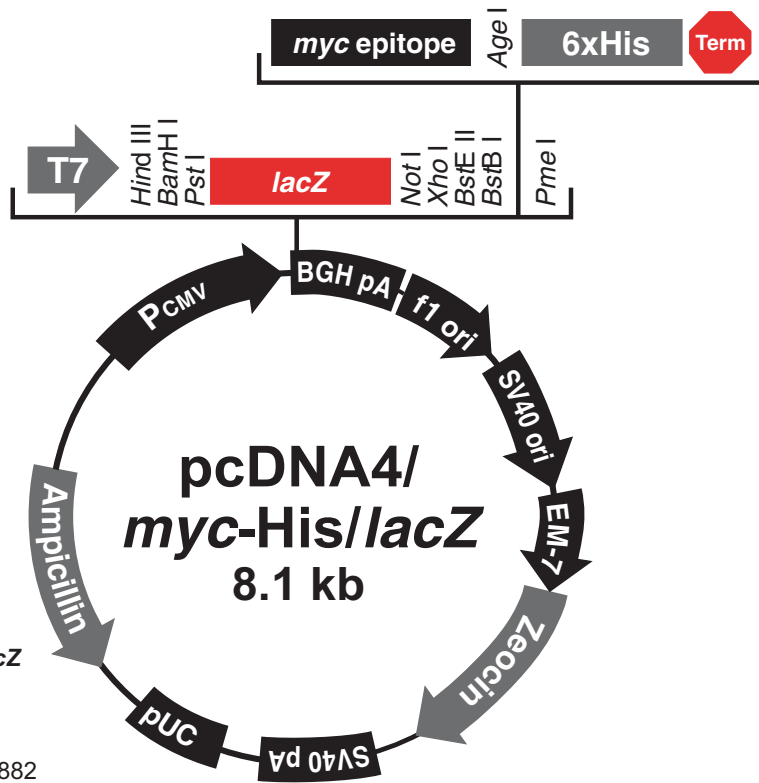 myc epitope
Age I
6xHis
Term
T7
Hind III
BamH I
Pst I
lacZ
Not I
Xho I
BstE II
BstB I
Pme I
PCMV
BGH pA
f1 ori
SV40 ori
EM-7
Zeocin
SV40 pA
pUC
Ampicillin
pcDNA4/
myc-His/lacZ
8.1 kb
cZ
882